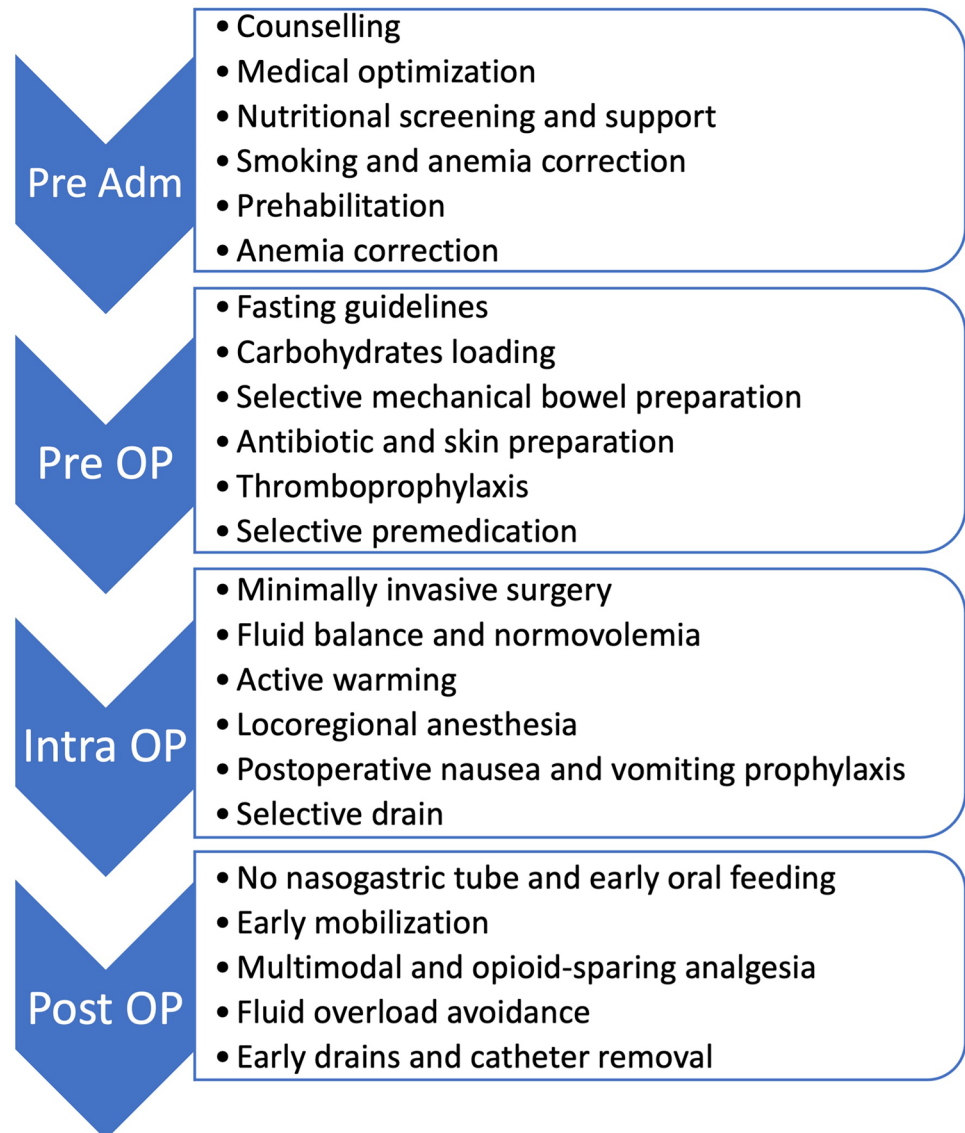 Pre Adm
• Counselling
• Medical optimization
• Nutritional screening and support
• Smoking and anemia correction
• Prehabilitation
• Anemia correction
Pre OP
• Fasting guidelines
• Carbohydrates loading
• Selective mechanical bowel preparation
• Antibiotic and skin preparation
• Thromboprophylaxis
• Selective premedication
Intra OP
• Minimally invasive surgery
• Fluid balance and normovolemia
• Active warming
• Locoregional anesthesia
• Postoperative nausea and vomiting prophylaxis
• Selective drain
Post OP
• No nasogastric tube and early oral feeding
• Early mobilization
• Multimodal and opioid-sparing analgesia
• Fluid overload avoidance
• Early drains and catheter removal